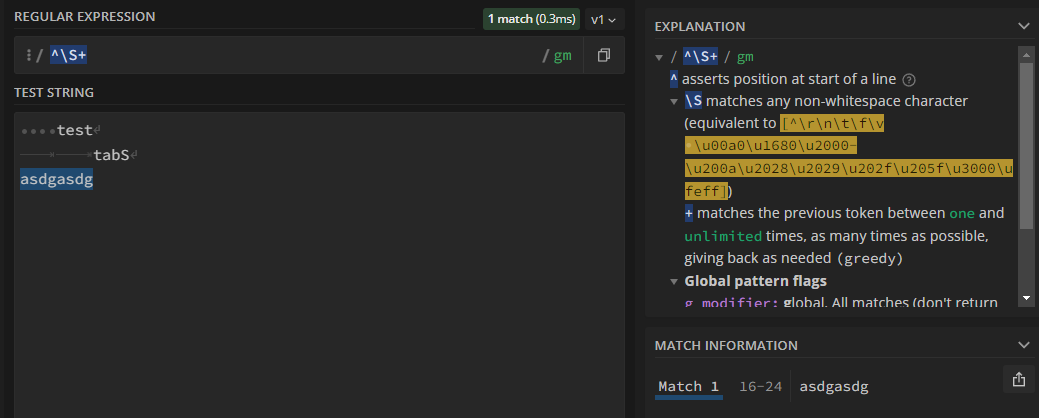 REGULAR EXPRESSION
1 match (0.3ms)
v1
/ ^\S+ / gm
TEST STRING
····test↲
tabS↲
asdgasdg
EXPLANATION
/ ^\S+ / gm
^ asserts position at start of a line
\S matches any non-whitespace character
(equivalent to [^\r\n\t\f\v
\u00a0\u1680\u2000-
\u200a\u2028\u2029\u202f\u205f\u3000\u
feff])
+ matches the previous token between one and
unlimited times, as many times as possible,
giving back as needed (greedy)
Global pattern flags
g modifier: global. All matches (don't return
MATCH INFORMATION
Match 1 16-24 asdgasdg